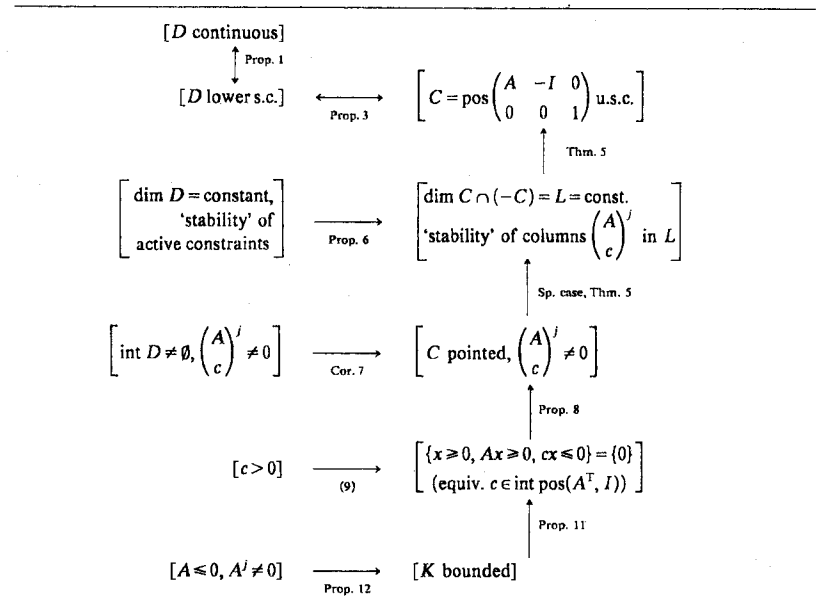 [D continuous]
Prop. 1
[D lower s.c.] ⟷ [C = pos(A −I 0
0 0 1) u.s.c.]
Prop. 3
Thm. 5
[dim D = constant, [dim C ∩ (−C) = L = const.
'stability' of
active constraints] 'stability' of columns (A c)^j in L]
Prop. 6
Sp. case, Thm. 5
[int D ≠ ∅, (A c)^j ≠ 0] → [C pointed, (A c)^j ≠ 0]
Cor. 7
Prop. 8
[c > 0] → [{x ⩾ 0, Ax ⩾ 0, cx ⩽ 0} = {0}
(9) (equiv. c ∈ int pos(A^T, I))]
Prop. 11
[A ⩽ 0, A^j ≠ 0] → [K bounded]
Prop. 12